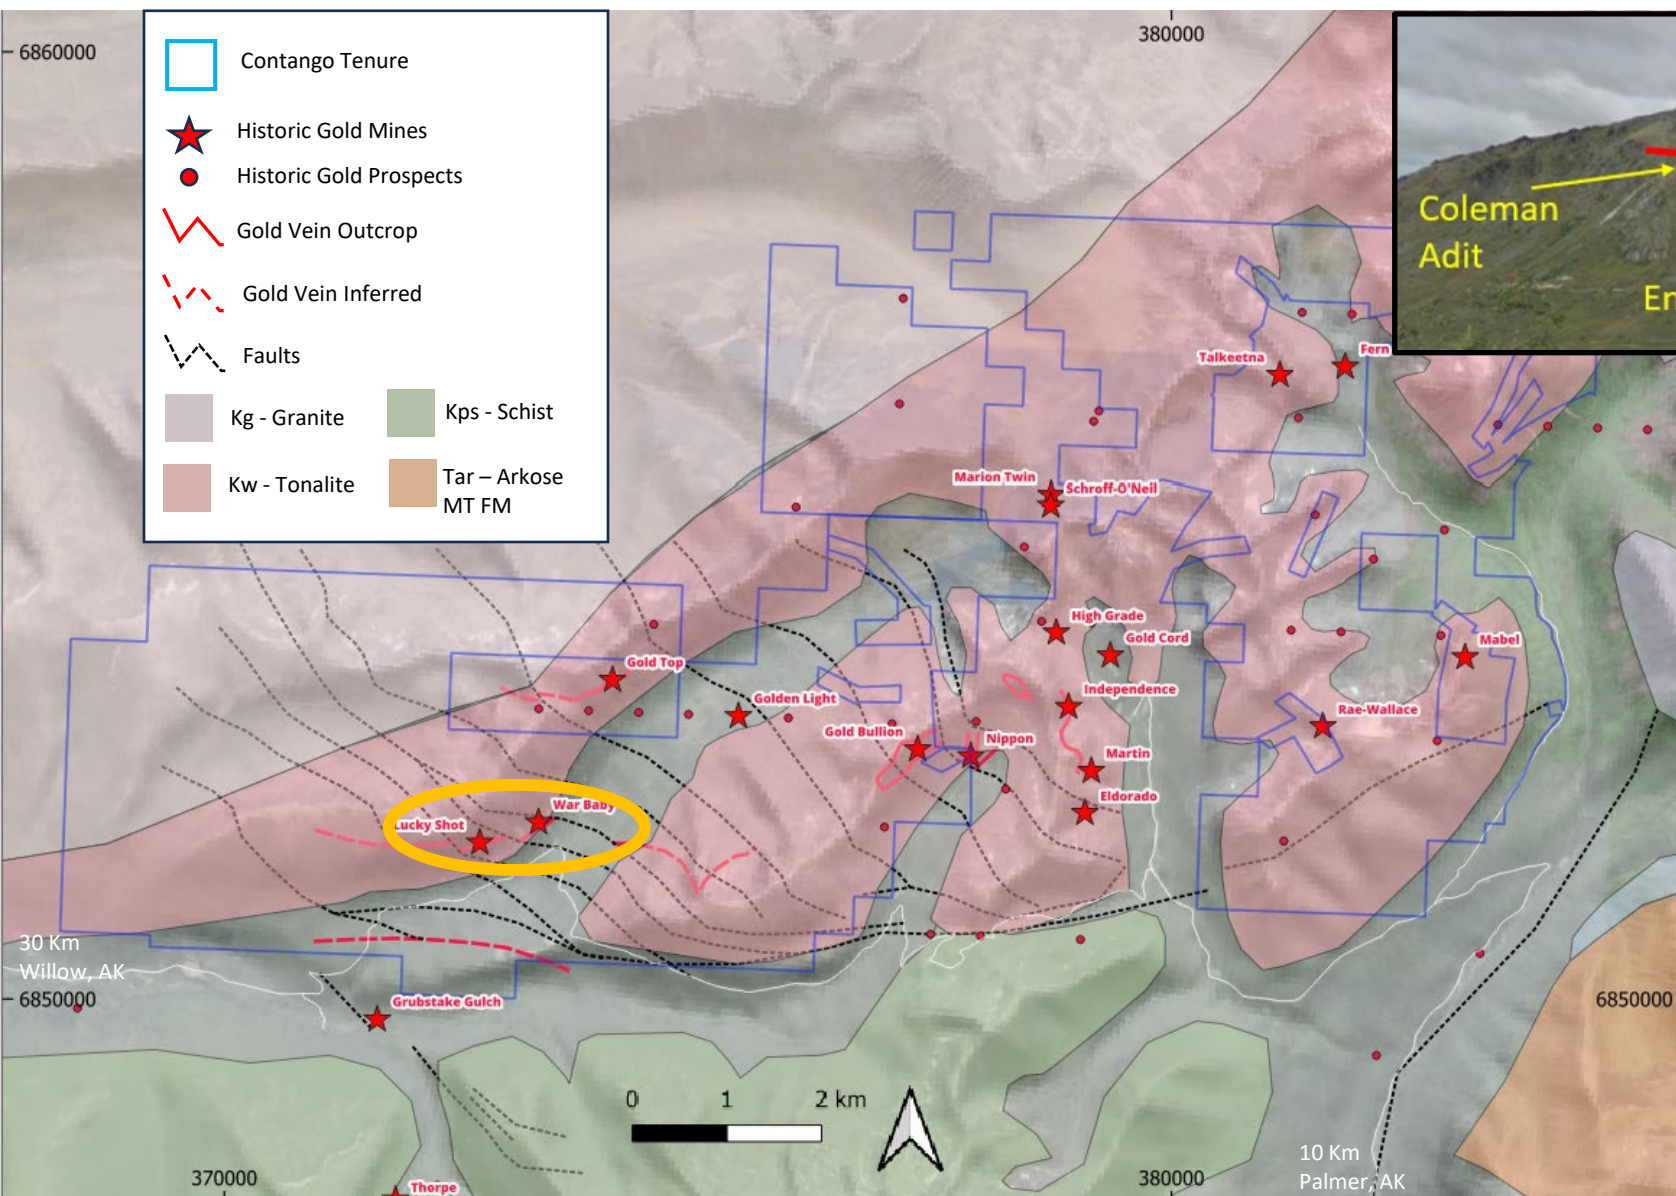 6860000
380000
Contango Tenure
Historic Gold Mines
Historic Gold Prospects
Gold Vein Outcrop
Gold Vein Inferred
Faults
Kg - Granite
Kps - Schist
Kw - Tonalite
Tar – Arkose
MT FM
Coleman
Adit
Talkeetna
Fern
Marion Twin
Schroff-O'Neil
High Grade
Gold Cord
Mabel
Gold Top
Independence
Golden Light
Rae-Wallace
Gold Bullion
Nippon
Martin
War Baby
Eldorado
Lucky Shot
30 Km
Willow, AK
6850000
Grubstake Gulch
6850000
0 1 2 km
10 Km
Palmer, AK
370000
380000
Thorpe